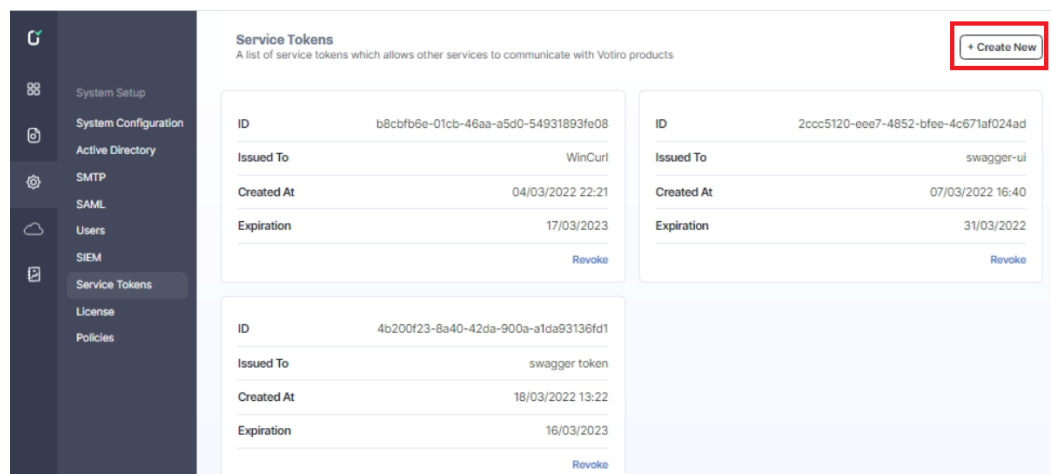 Service Tokens
A list of service tokens which allows other services to communicate with Votiro products
+ Create New
System Setup
System Configuration
Active Directory
SMTP
SAML
Users
SIEM
Service Tokens
License
Policies
ID b8cbfb6e-01cb-46aa-a5d0-54931893fe08
Issued To WinCurl
Created At 04/03/2022 22:21
Expiration 17/03/2023
Revoke
ID 2ccc5120-eee7-4852-bfee-4c671af024ad
Issued To swagger-ui
Created At 07/03/2022 16:40
Expiration 31/03/2022
Revoke
ID 4b200f23-8a40-42da-900a-a1da93136fd1
Issued To swagger token
Created At 18/03/2022 13:22
Expiration 16/03/2023
Revoke